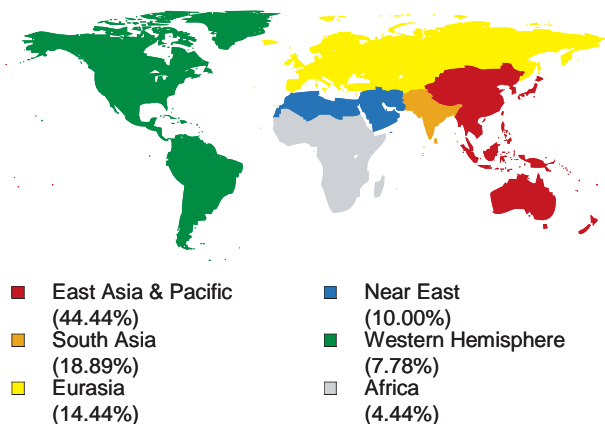 East Asia & Pacific
(44.44%)
South Asia
(18.89%)
Eurasia
(14.44%)
Near East
(10.00%)
Western Hemisphere
(7.78%)
Africa
(4.44%)